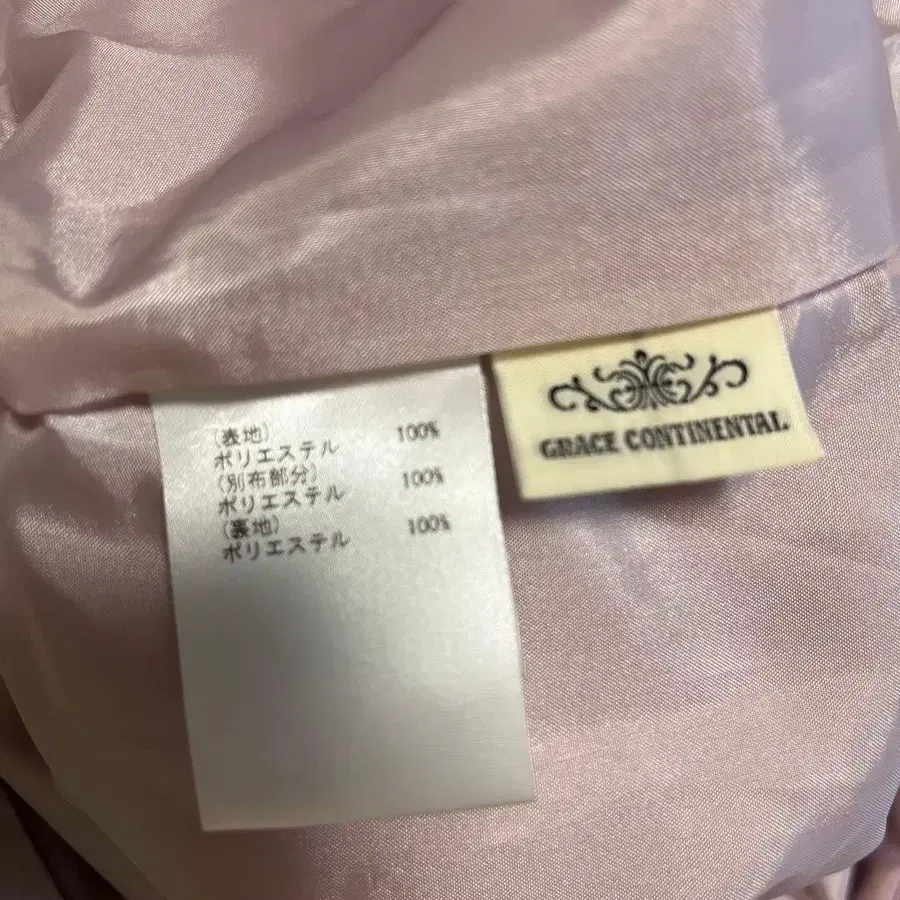 (表地)
ポリエステル 100%
(別布部分)
ポリエステル 100%
(裏地)
ポリエステル 100%
GRACE CONTINENTAL